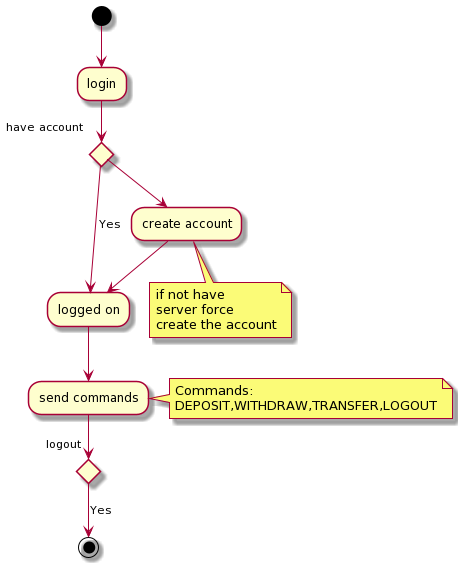 login
have account
Yes
create account
if not have
server force
create the account
logged on
send commands
Commands:
DEPOSIT,WITHDRAW,TRANSFER,LOGOUT
logout
Yes